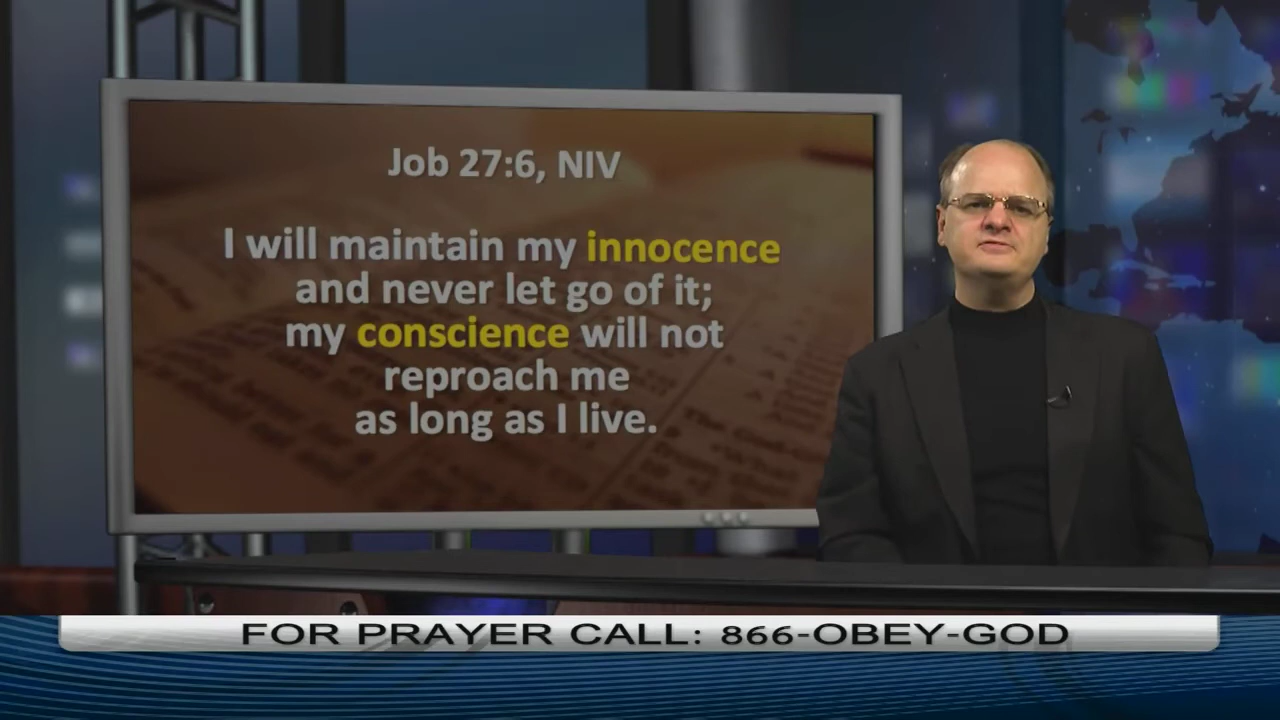 Job 27:6, NIV
I will maintain my innocence
and never let go of it;
my conscience will not
reproach me
as long as I live.
FOR PRAYER CALL: 866-OBEY-GOD